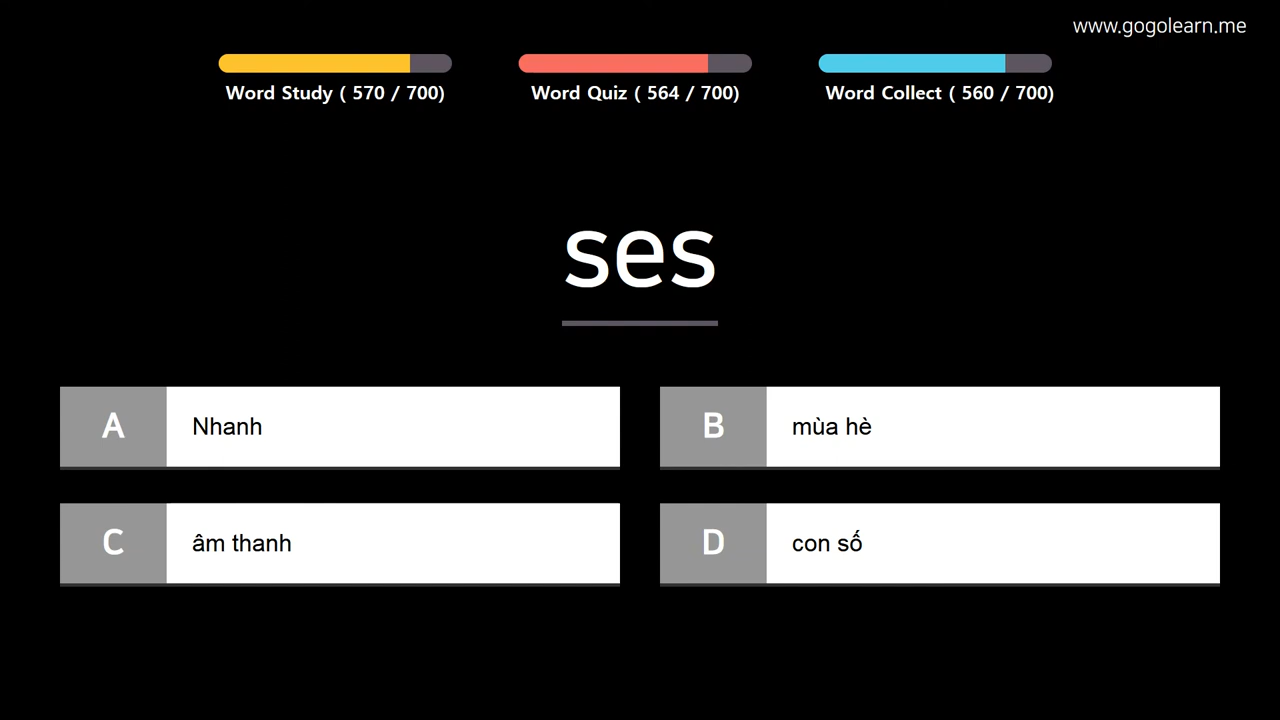 www.gogolearn.me
Word Study ( 570 / 700)
Word Quiz ( 564 / 700)
Word Collect ( 560 / 700)
ses
A Nhanh
B mùa hè
C âm thanh
D con số